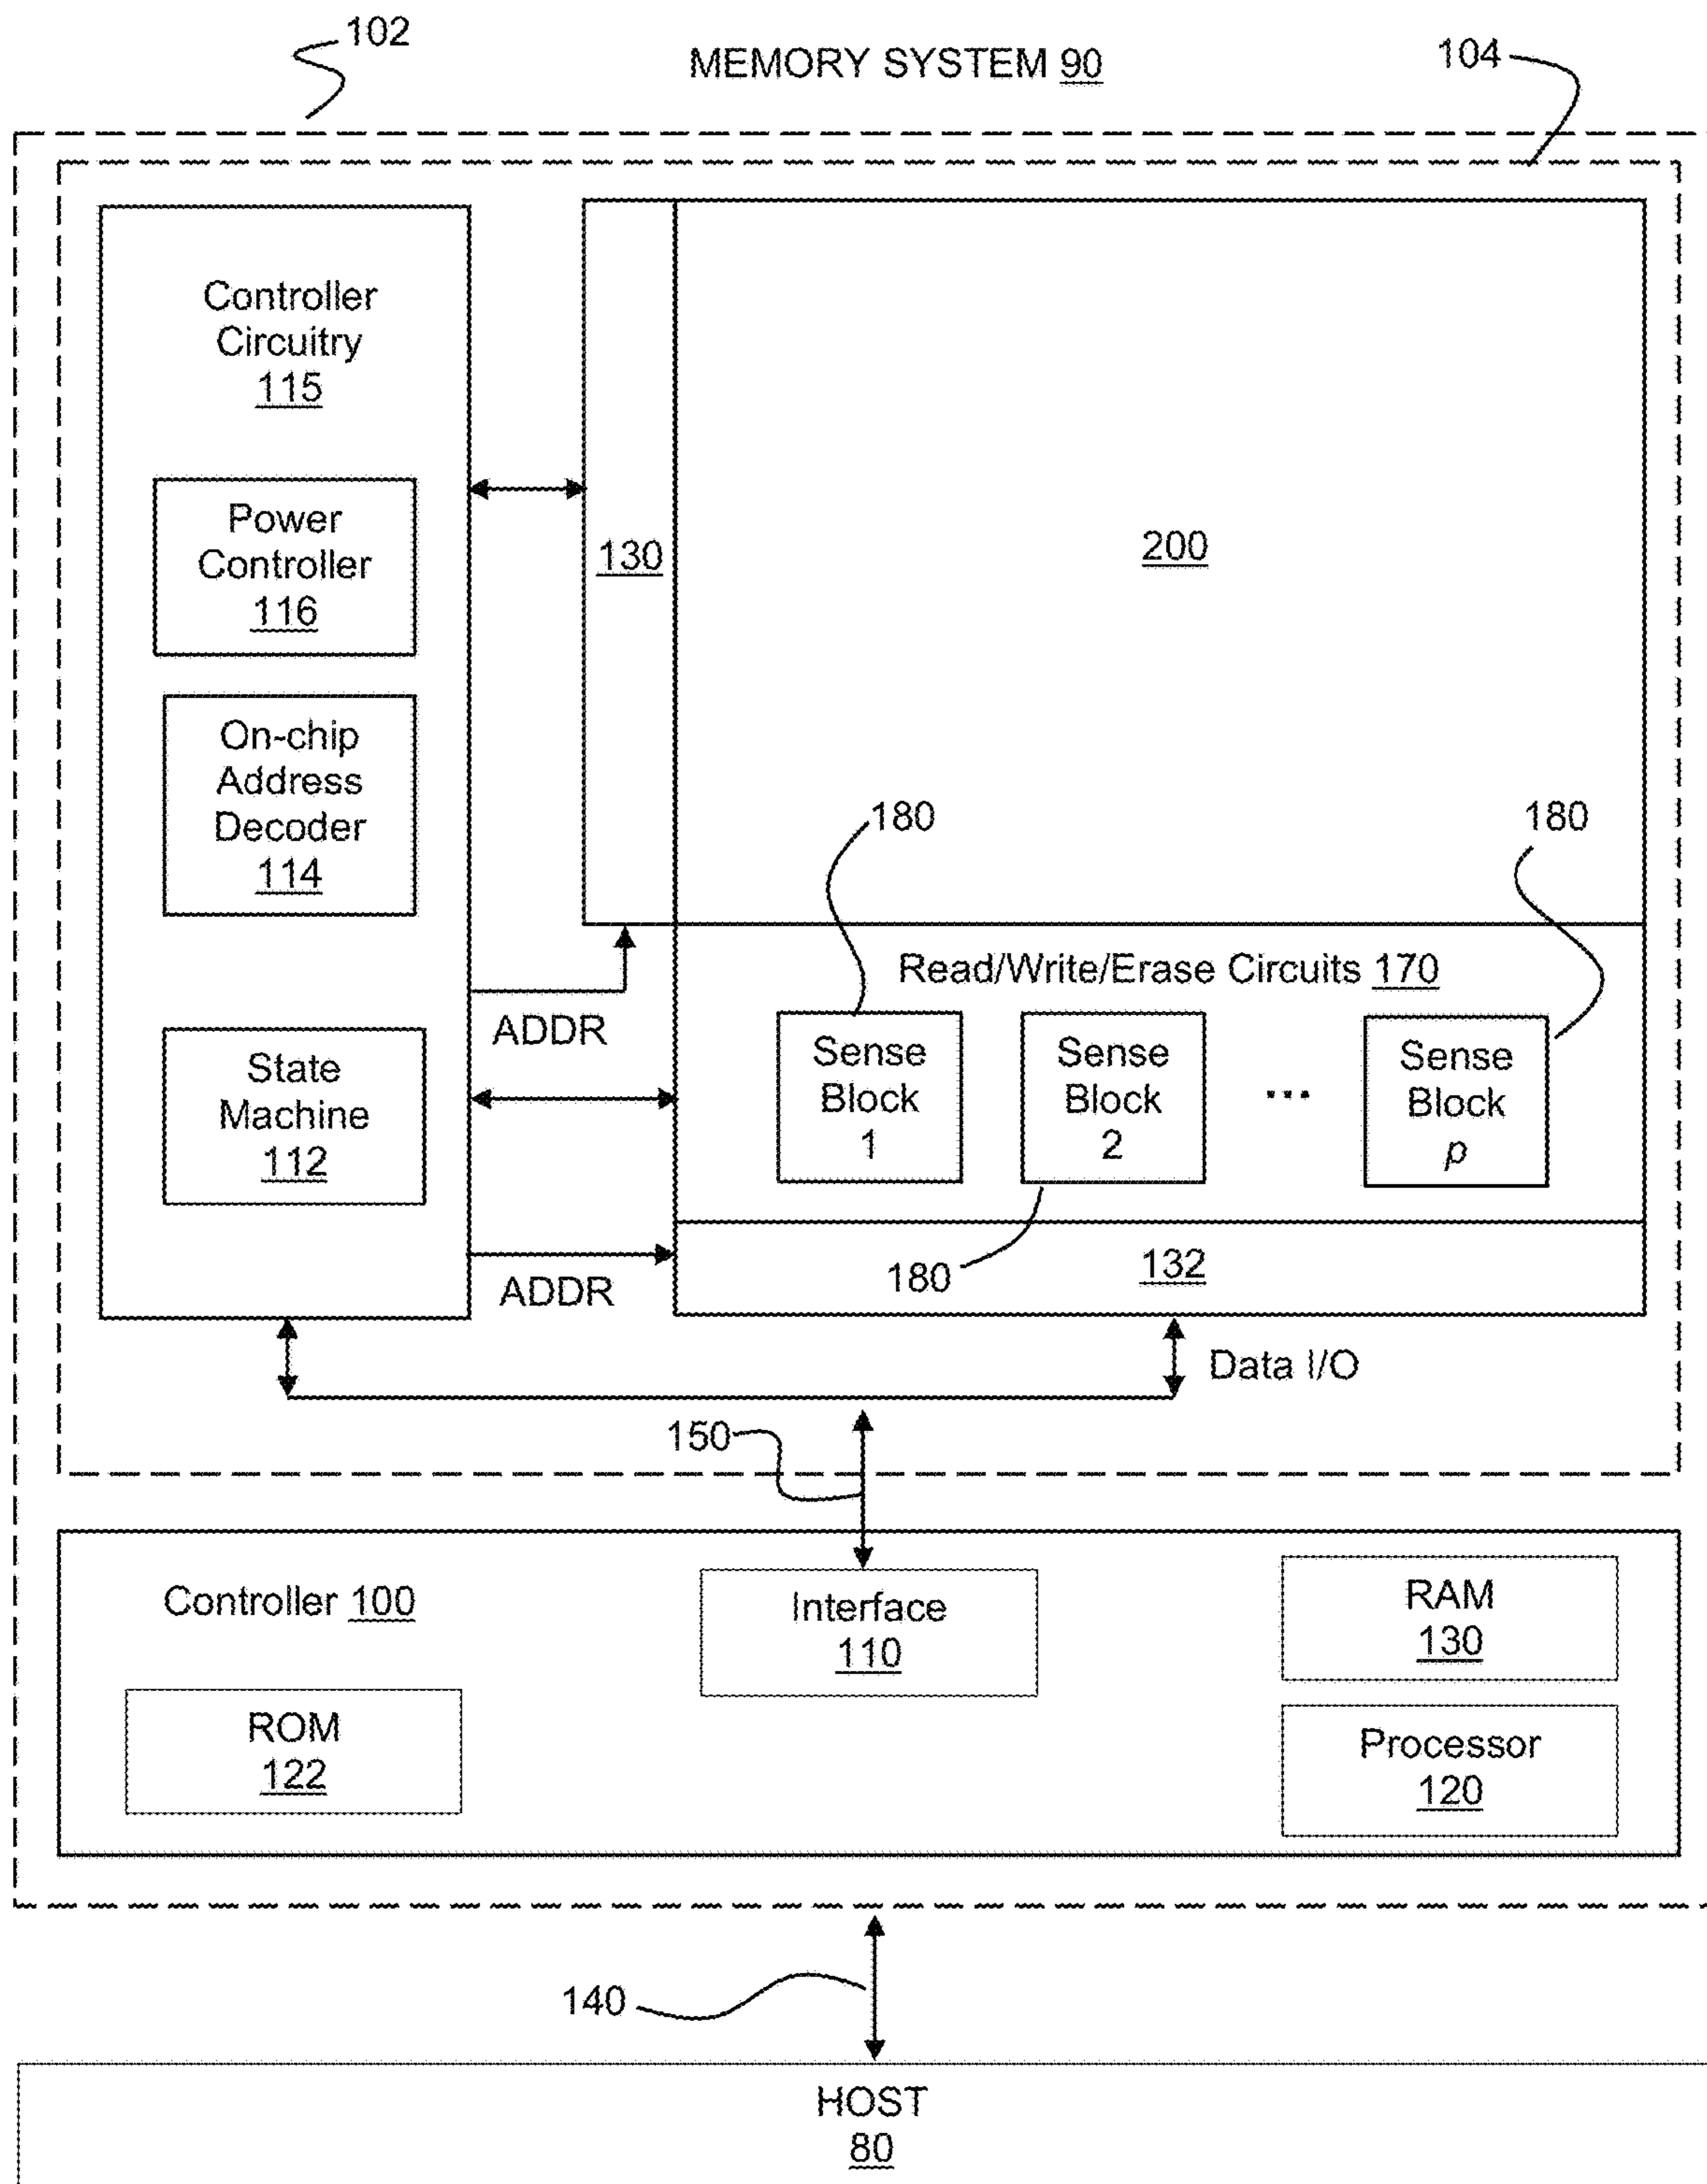 102
MEMORY SYSTEM 90
104
Controller
Circuitry
115
Power
Controller
116
130
200
On-chip
Address
Decoder
114
180
180
Read/Write/Erase Circuits 170
ADDR
State
Machine
112
Sense
Block
1
Sense
Block
2
...
Sense
Block
p
180
132
ADDR
Data I/O
150
Controller 100
Interface
110
RAM
130
ROM
122
Processor
120
140
HOST
80